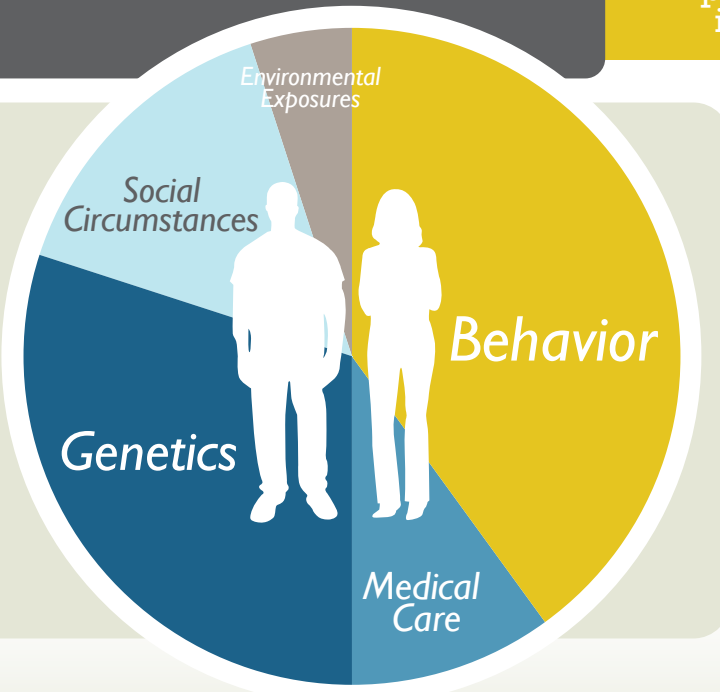 Environmental
Exposures
Social
Circumstances
Behavior
Genetics
Medical
Care